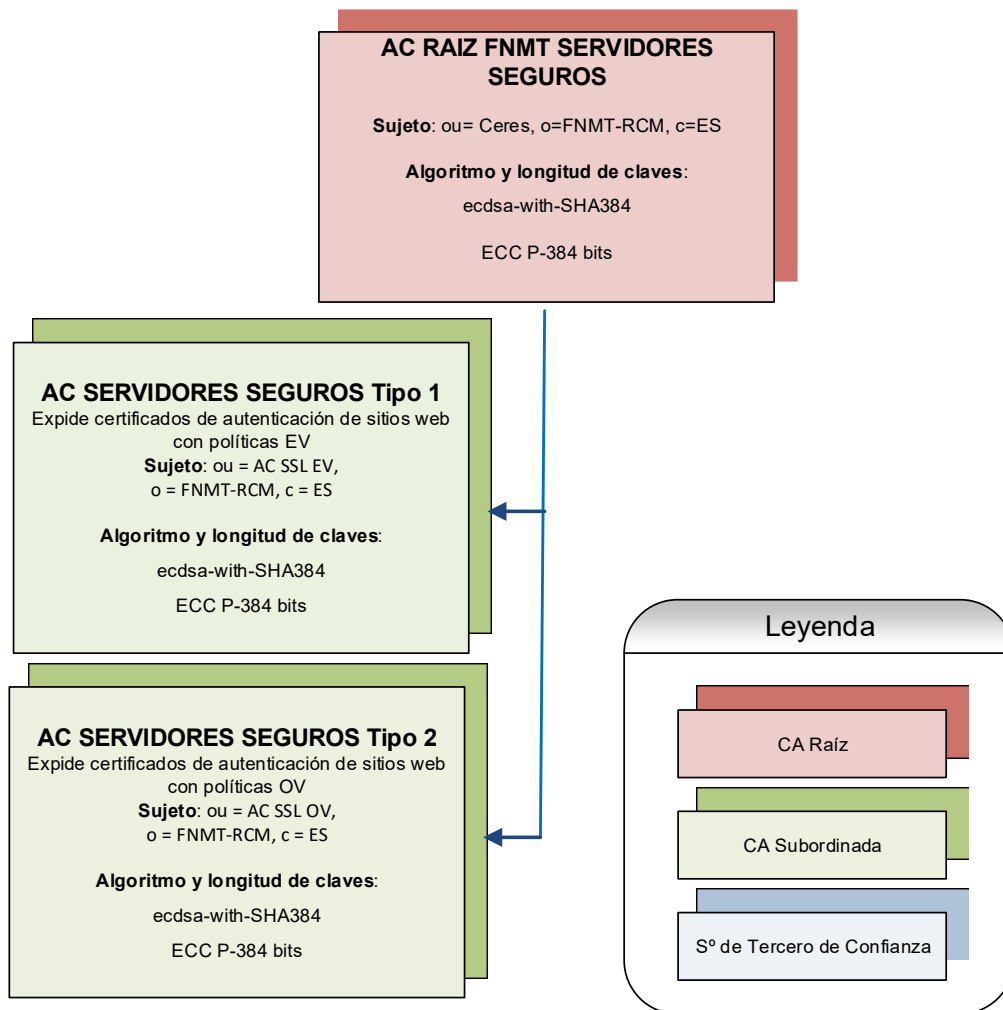 AC RAIZ FNMT SERVIDORES
SEGUROS
Sujeto: ou= Ceres, o=FNMT-RCM, c=ES
Algoritmo y longitud de claves:
ecdsa-with-SHA384
ECC P-384 bits
AC SERVIDORES SEGUROS Tipo 1
Expide certificados de autenticación de sitios web
con políticas EV
Sujeto: ou = AC SSL EV,
o = FNMT-RCM, c = ES
Algoritmo y longitud de claves:
ecdsa-with-SHA384
ECC P-384 bits
AC SERVIDORES SEGUROS Tipo 2
Expide certificados de autenticación de sitios web
con políticas OV
Sujeto: ou = AC SSL OV,
o = FNMT-RCM, c = ES
Algoritmo y longitud de claves:
ecdsa-with-SHA384
ECC P-384 bits
Leyenda
CA Raíz
CA Subordinada
Sº de Tercero de Confianza